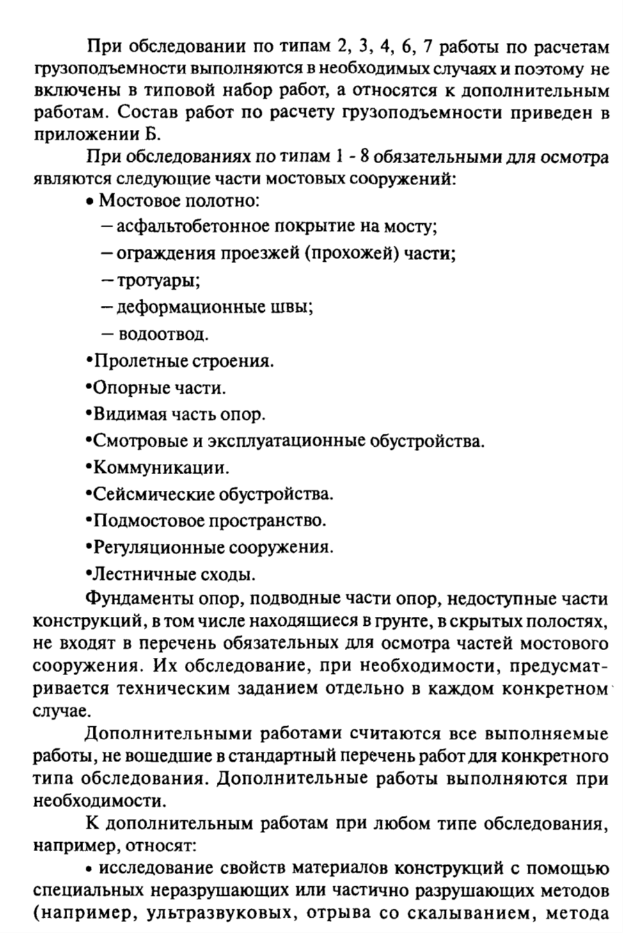 При обследовании по типам 2, 3, 4, 6, 7 работы по расчетам
грузоподъемности выполняются в необходимых случаях и поэтому не
включены в типовой набор работ, а относятся к дополнительным
работам. Состав работ по расчету грузоподъемности приведен в
приложении Б.
При обследованиях по типам 1 - 8 обязательными для осмотра
являются следующие части мостовых сооружений:
• Мостовое полотно:
– асфальтобетонное покрытие на мосту;
– ограждения проезжей (прохожей) части;
– тротуары;
– деформационные швы;
– водоотвод.
•Пролетные строения.
•Опорные части.
•Видимая часть опор.
•Смотровые и эксплуатационные обустройства.
•Коммуникации.
•Сейсмические обустройства.
•Подмостовое пространство.
•Регуляционные сооружения.
•Лестничные сходы.
Фундаменты опор, подводные части опор, недоступные части
конструкций, в том числе находящиеся в грунте, в скрытых полостях,
не входят в перечень обязательных для осмотра частей мостового
сооружения. Их обследование, при необходимости, предусмат-
ривается техническим заданием отдельно в каждом конкретном
случае.
Дополнительными работами считаются все выполняемые
работы, не вошедшие в стандартный перечень работ для конкретного
типа обследования. Дополнительные работы выполняются при
необходимости.
К дополнительным работам при любом типе обследования,
например, относят:
• исследование свойств материалов конструкций с помощью
специальных неразрушающих или частично разрушающих методов
(например, ультразвуковых, отрыва со скалыванием, метода